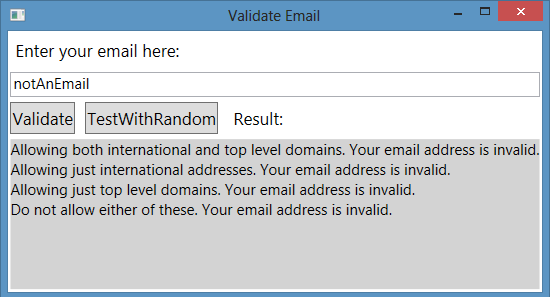 Validate Email
Enter your email here:
notAnEmail
Validate TestWithRandom Result:
Allowing both international and top level domains. Your email address is invalid.
Allowing just international addresses. Your email address is invalid.
Allowing just top level domains. Your email address is invalid.
Do not allow either of these. Your email address is invalid.